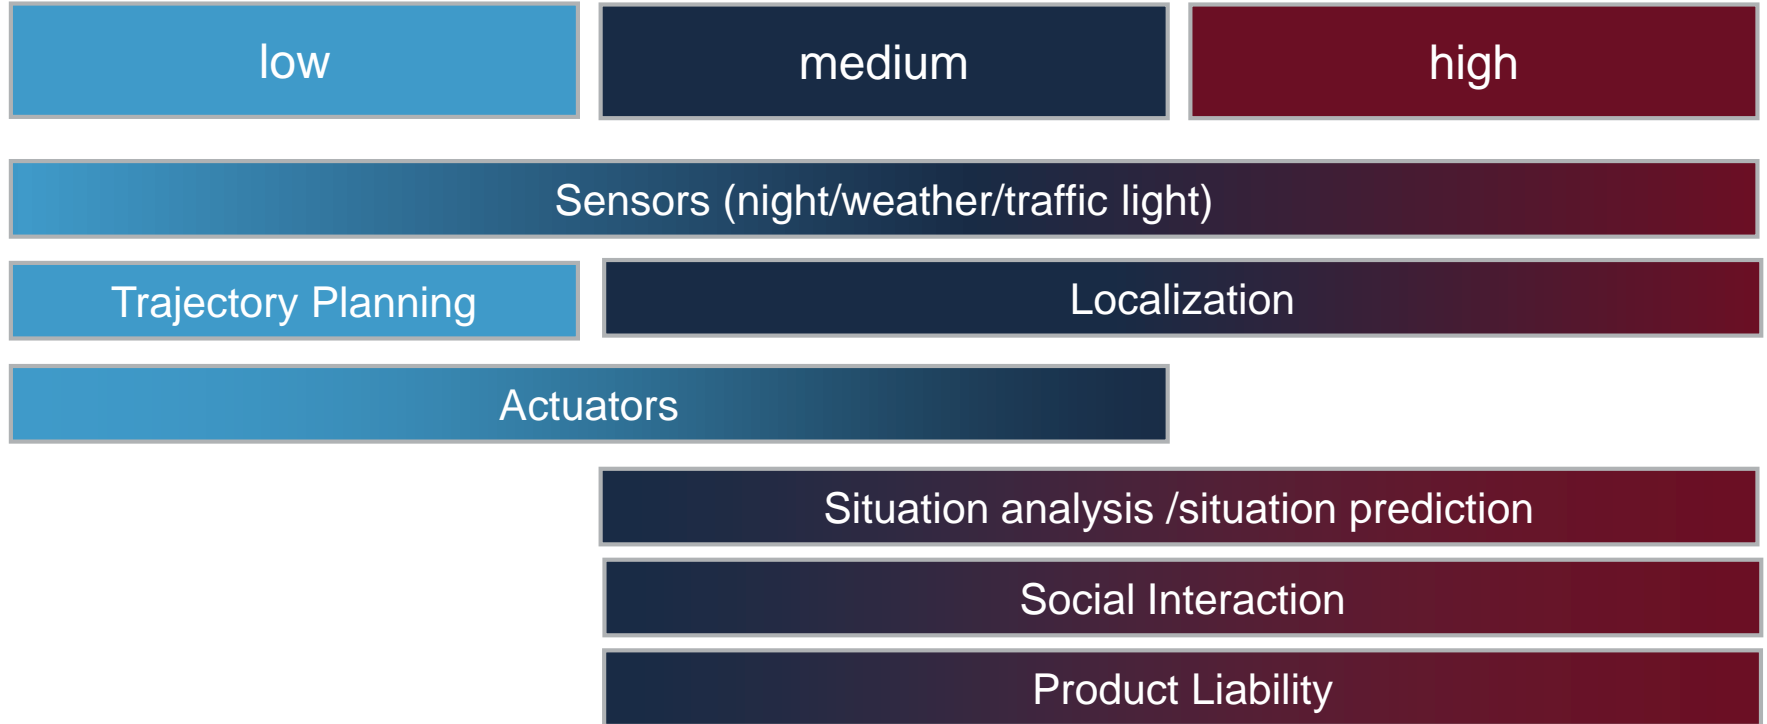 low
medium
high
Sensors (night/weather/traffic light)
Trajectory Planning
Localization
Actuators
Situation analysis /situation prediction
Social Interaction
Product Liability